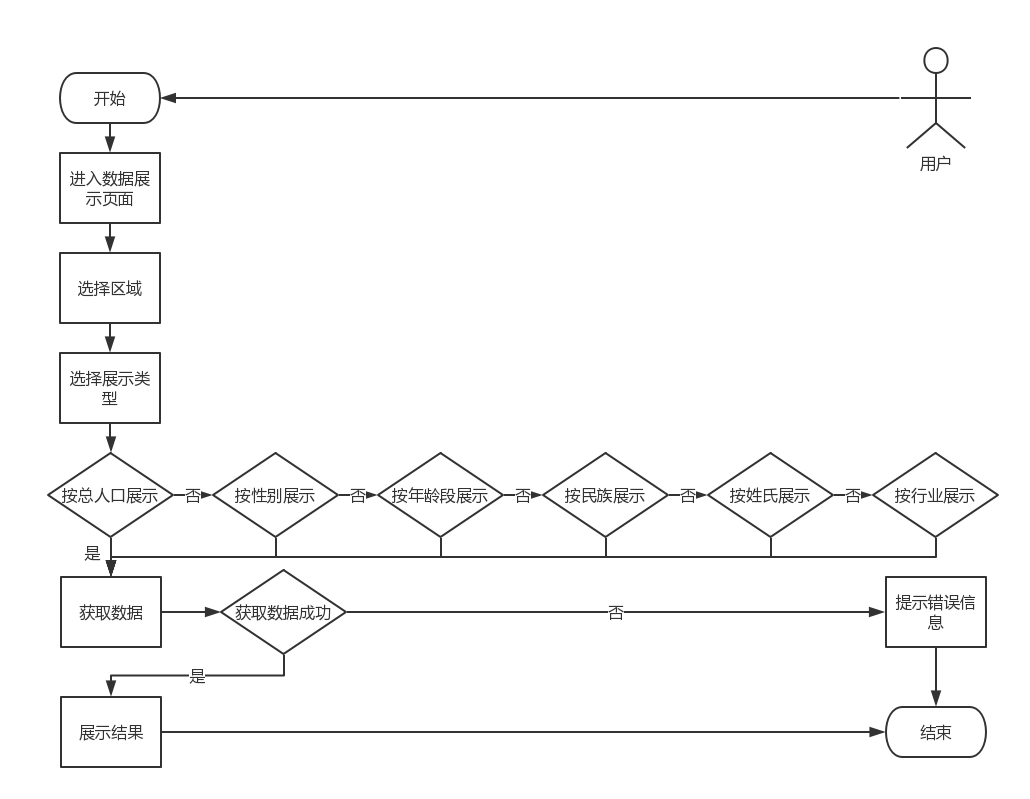 开始
用户
进入数据展
示页面
选择区域
选择展示类
型
按总人口展示
否
按性别展示
否
按年龄段展示
否
按民族展示
否
按姓氏展示
否
按行业展示
是
获取数据
获取数据成功
否
提示错误信
息
是
展示结果
结束